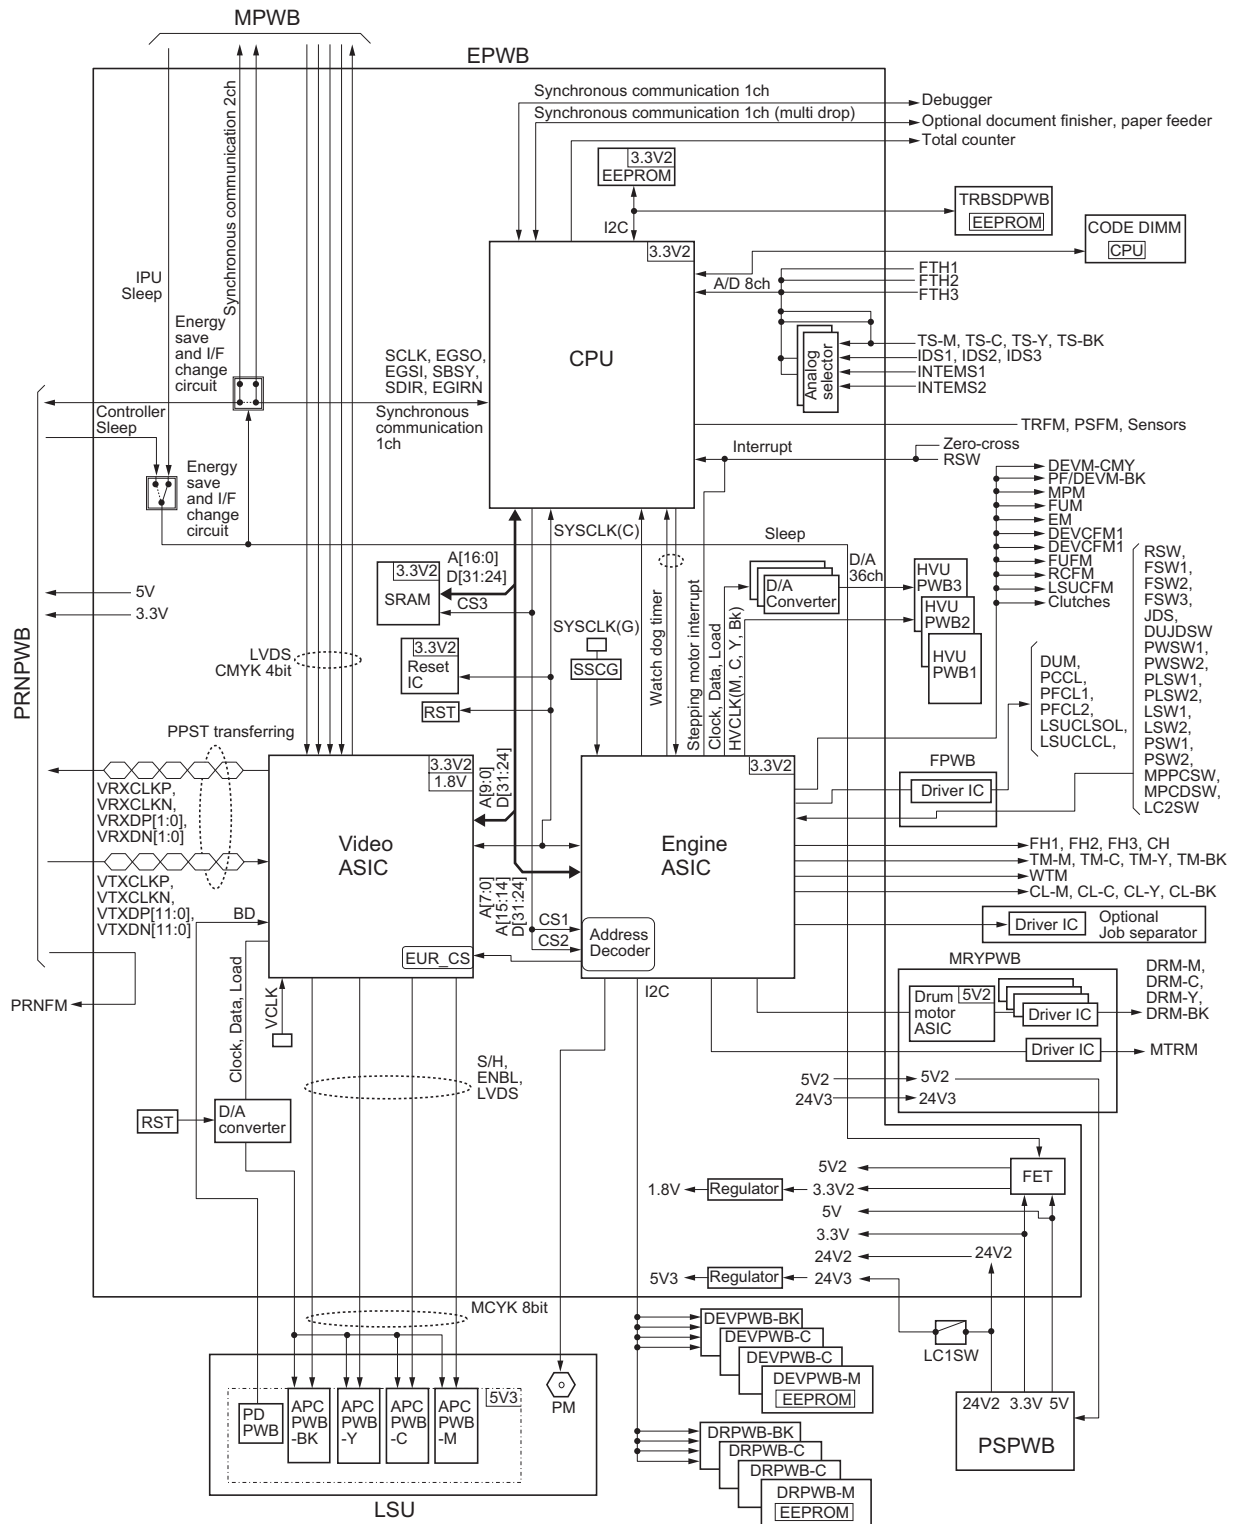 MPWB
EPWB
Synchronous communication 2ch
Synchronous communication 1ch
Debugger
Synchronous communication 1ch (multi drop)
Optional document finisher, paper feeder
Total counter
3.3V2
EEPROM
TRBSDPWB
EEPROM
I2C
CODE DIMM
CPU
3.3V2
CPU
A/D 8ch
FTH1
FTH2
FTH3
IPU
Sleep
Energy
save
and I/F
change
circuit
Analog
selector
TS-M, TS-C, TS-Y, TS-BK
IDS1, IDS2, IDS3
INTEMS1
INTEMS2
SCLK, EGSO,
EGSI, SBSY,
SDIR, EGIRN
Synchronous
communication
1ch
Controller
Sleep
TRFM, PSFM, Sensors
Interrupt
Zero-cross
RSW
Energy
save
and I/F
change
circuit
DEVM-CMY
PF/DEVM-BK
MPM
FUM
EM
DEVCFM1
DEVCFM1
FUFM
RCFM
LSUCFM
Clutches
SYSCLK(C)
Sleep
A[16:0]
D[31:24]
3.3V2
SRAM
CS3
D/A
Converter
D/A
36ch
HVU
PWB3
HVU
PWB2
HVU
PWB1
RSW,
FSW1,
FSW2,
FSW3,
JDS,
DUJDSW
PWSW1,
PWSW2,
PLSW1,
PLSW2,
LSW1,
LSW2,
PSW1,
PSW2,
MPPCSW,
MPCDSW,
LC2SW
5V
3.3V
PRNPWB
SYSCLK(G)
SSCG
3.3V2
Reset
IC
RST
LVDS
CMYK 4bit
Watch dog timer
Stepping motor interrupt
Clock, Data, Load
HVCLK(M, C, Y, Bk)
DUM,
PCCL,
PFCL1,
PFCL2,
LSUCLSOL,
LSUCLCL,
PPST transferring
VRXCLKP,
VRXCLKN,
VRXDP[1:0],
VRXDN[1:0]
3.3V2
1.8V
Video
ASIC
A[9:0]
D[31:24]
3.3V2
Engine
ASIC
FPWB
Driver IC
FH1, FH2, FH3, CH
TM-M, TM-C, TM-Y, TM-BK
WTM
CL-M, CL-C, CL-Y, CL-BK
VTXCLKP,
VTXCLKN,
VTXDP[11:0],
VTXDN[11:0]
BD
A[7:0]
A[15:14]
D[31:24]
CS1
CS2
Address
Decoder
EUR_CS
Driver IC
Optional
Job separator
MRYPWB
Drum
motor
ASIC
5V2
Driver IC
DRM-M,
DRM-C,
DRM-Y,
DRM-BK
Driver IC
MTRM
5V2
5V2
24V3
24V3
PRNFM
Clock, Data, Load
VCLK
I2C
S/H,
ENBL,
LVDS
RST
D/A
converter
FET
5V2
1.8V
Regulator
3.3V2
5V
3.3V
24V2
24V2
5V3
Regulator
24V3
MCYK 8bit
LC1SW
DEVPWB-BK
DEVPWB-C
DEVPWB-C
DEVPWB-M
EEPROM
PM
5V3
PD
PWB
APC
PWB
-BK
APC
PWB
-Y
APC
PWB
-C
APC
PWB
-M
LSU
24V2 3.3V 5V
PSPWB
DRPWB-BK
DRPWB-C
DRPWB-C
DRPWB-M
EEPROM